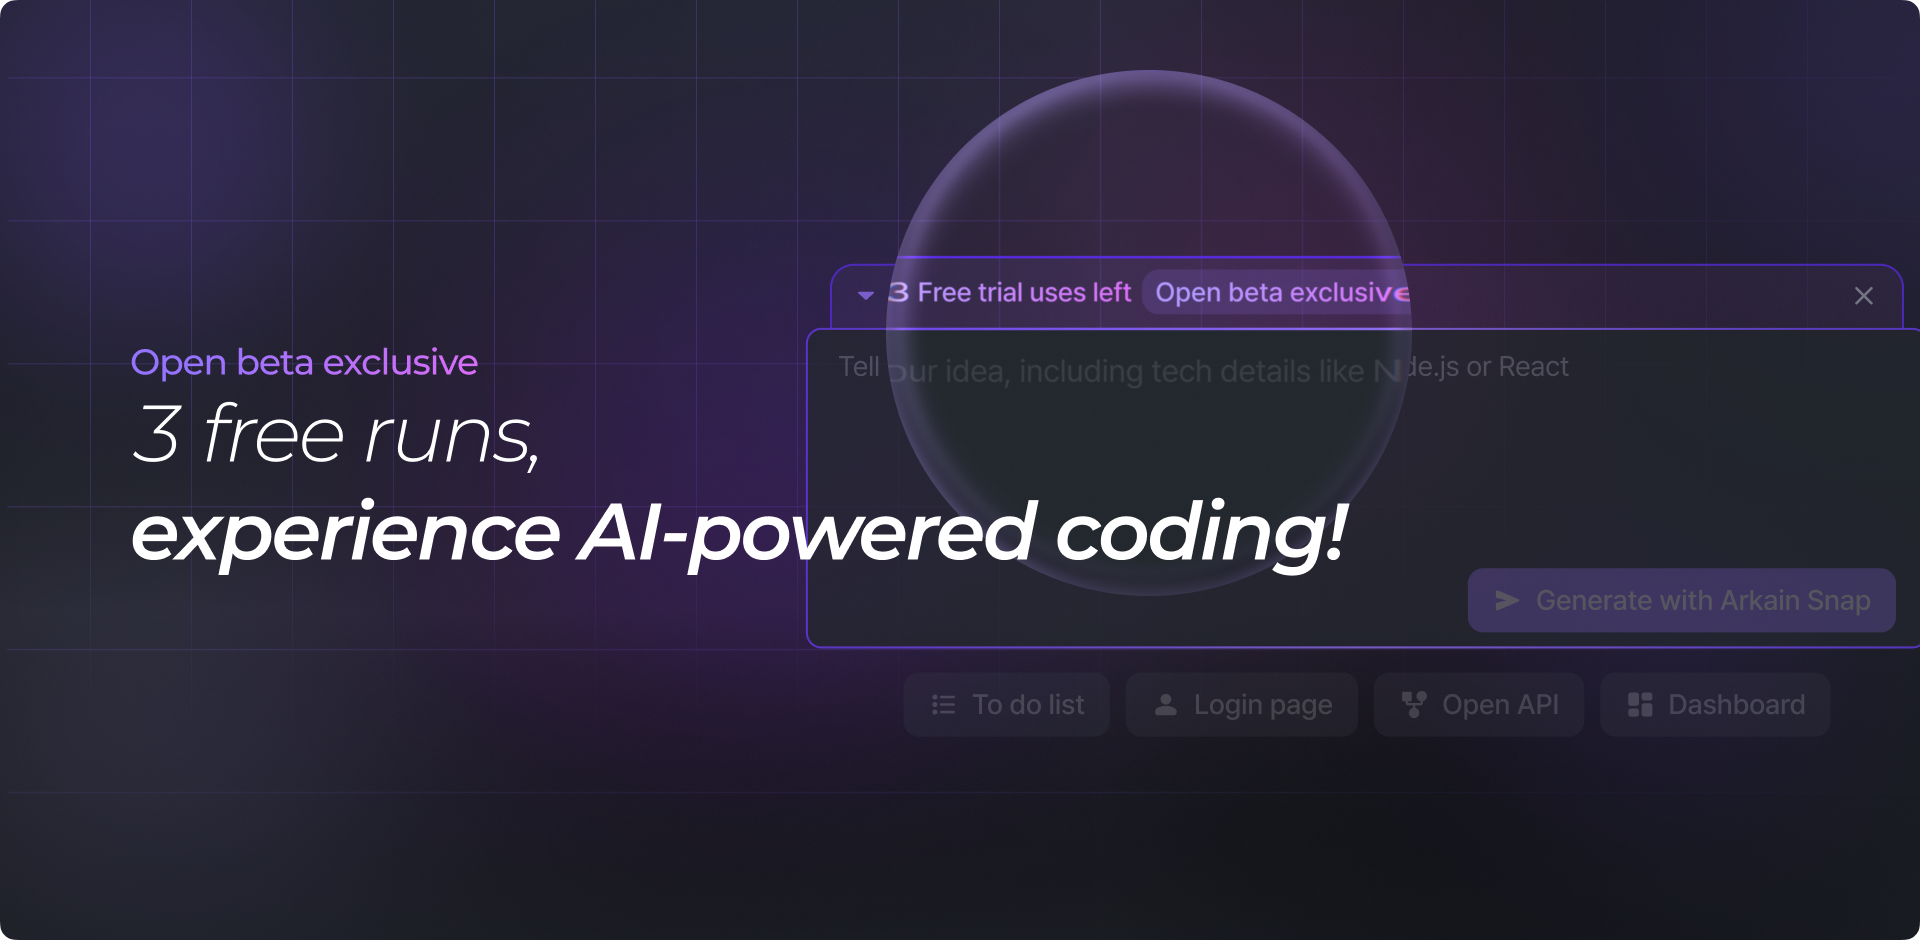 3 Free trial uses left Open beta exclusive
Tell our idea, including tech details like Node.js or React
Open beta exclusive
3 free runs,
experience AI-powered coding!
Generate with Arkain Snap
To do list Login page Open API Dashboard